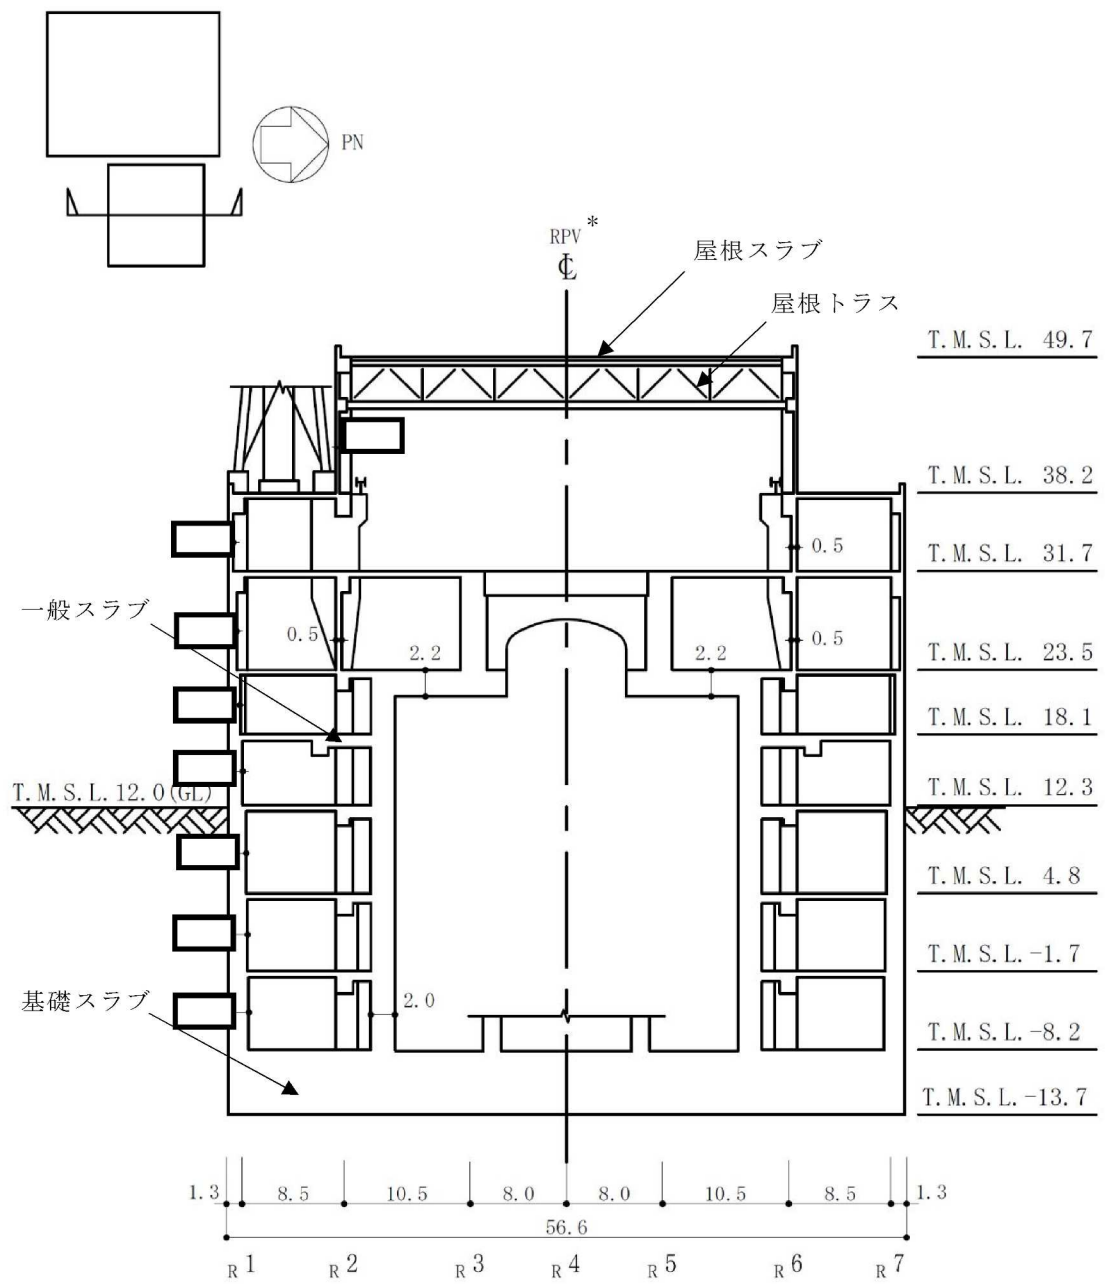 PN
RPV*
℄
屋根スラブ
屋根トラス
T.M.S.L. 49.7
T.M.S.L. 38.2
0.5
T.M.S.L. 31.7
一般スラブ
0.5
0.5
2.2
2.2
T.M.S.L. 23.5
T.M.S.L. 18.1
T.M.S.L.12.0(GL)
T.M.S.L. 12.3
T.M.S.L. 4.8
T.M.S.L.-1.7
基礎スラブ
2.0
T.M.S.L.-8.2
T.M.S.L.-13.7
1.3 8.5 10.5 8.0 8.0 10.5 8.5 1.3
56.6
R1 R2 R3 R4 R5 R6 R7